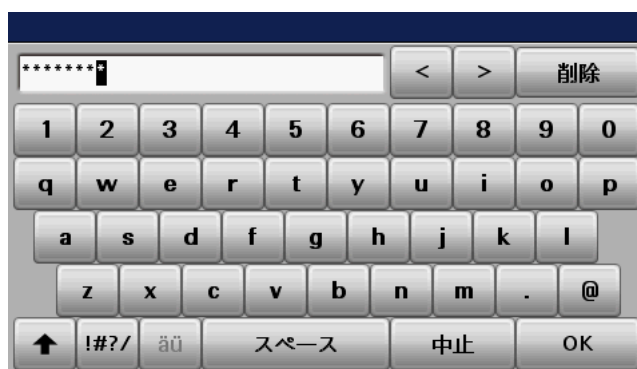 ******** < > 削除
1 2 3 4 5 6 7 8 9 0
q w e r t y u i o p
a s d f g h j k l
z x c v b n m . @
!#?/ äü スペース 中止 OK